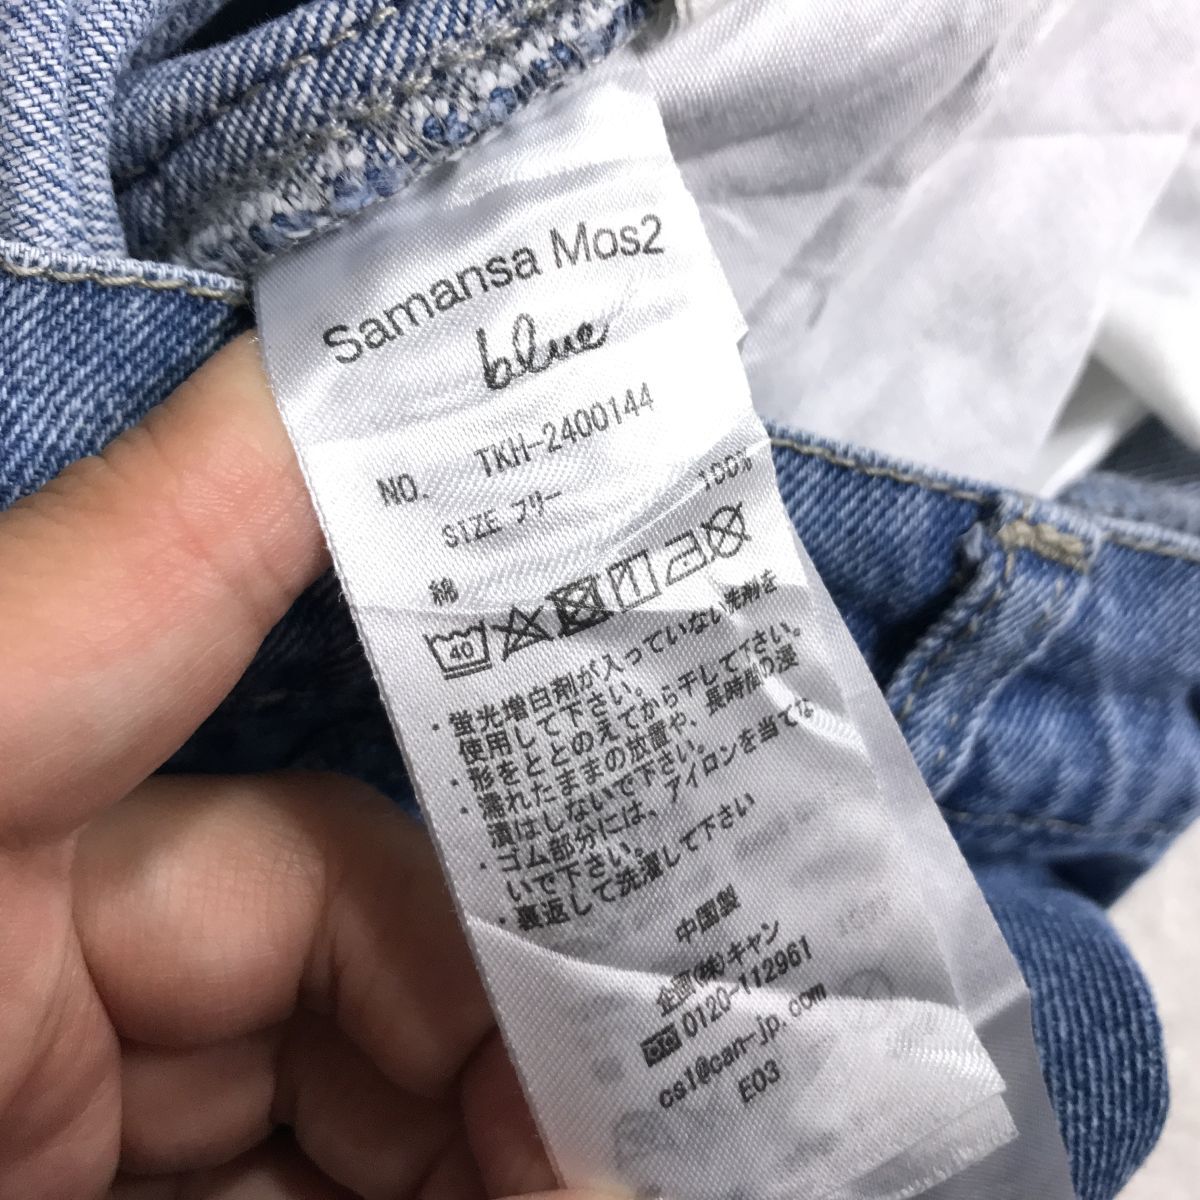 Samansa Mos2
blue
NO. TKH-2400144
SIZE フリー
綿 100%
40
・蛍光増白剤が入っていない洗剤を
使用して下さい。
・形をととのえてから干して下さい。
・濡れたままの放置や、長時間の浸
漬はしないで下さい。
・ゴム部分には、アイロンを当てな
いで下さい。
・裏返して洗濯して下さい
中国製
企画(株)キャン
0120-112961
cs1@can-jp.com
E03